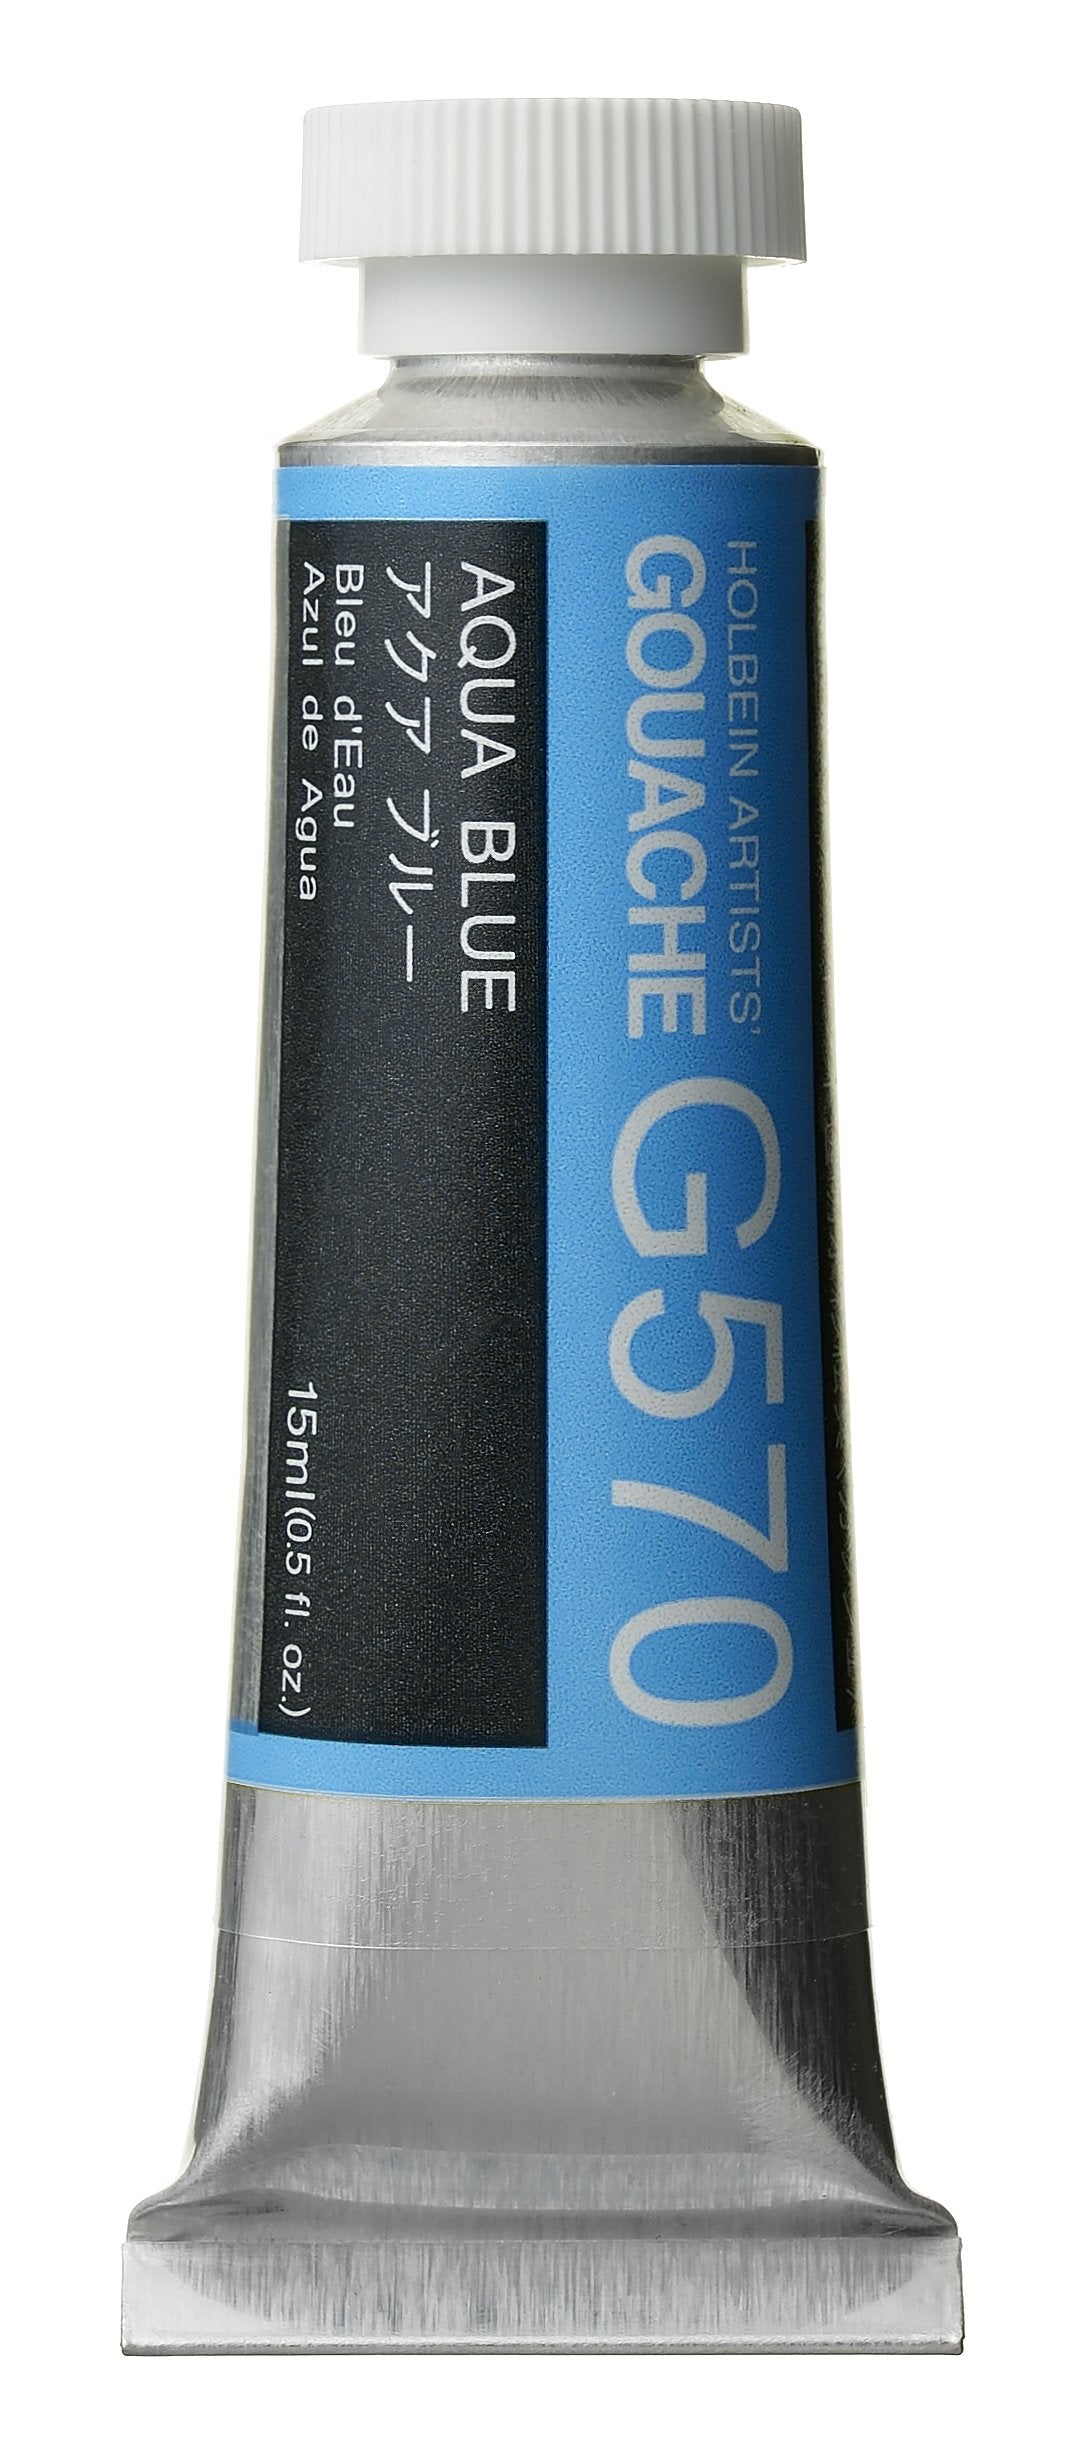 HOLBEIN ARTISTS'
GOUACHE G570
AQUA BLUE
アクァ ブルー
Bleu d'Eau
Azul de Agua
15ml(0.5 fl. oz.)